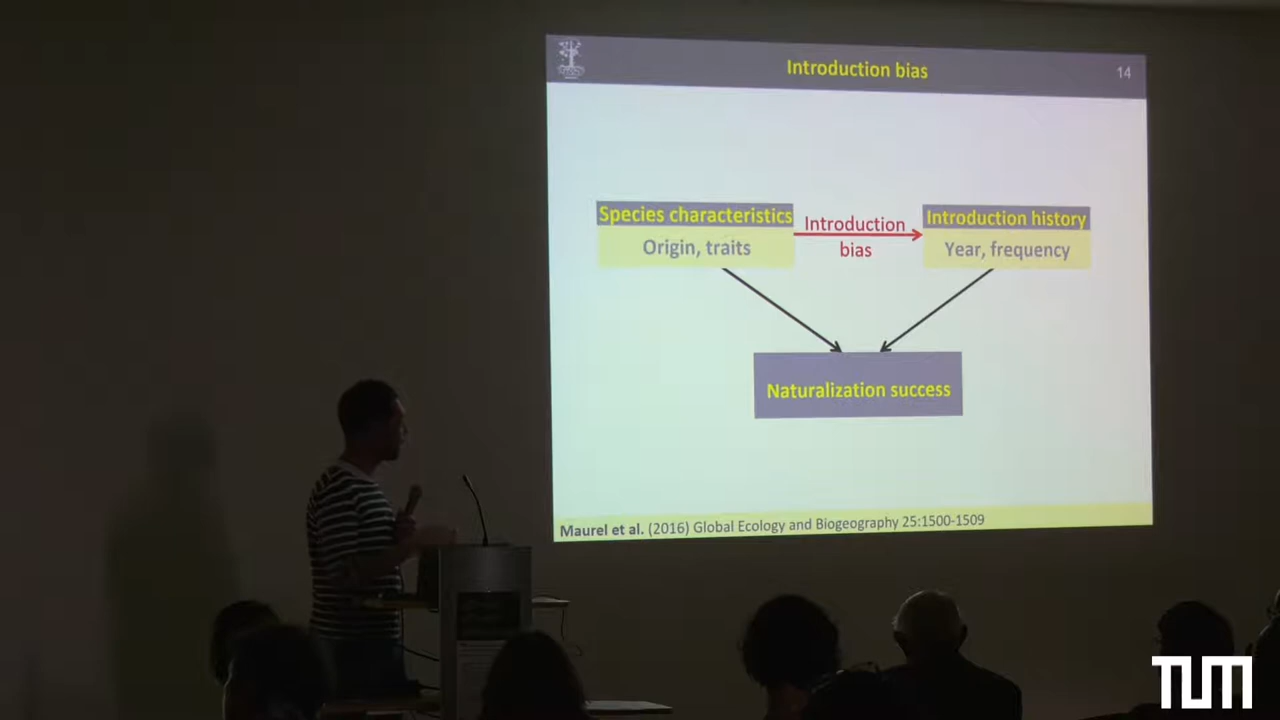 Introduction bias
14
Species characteristics
Origin, traits
Introduction
bias
Introduction history
Year, frequency
Naturalization success
Maurel et al. (2016) Global Ecology and Biogeography 25:1500-1509
TUM